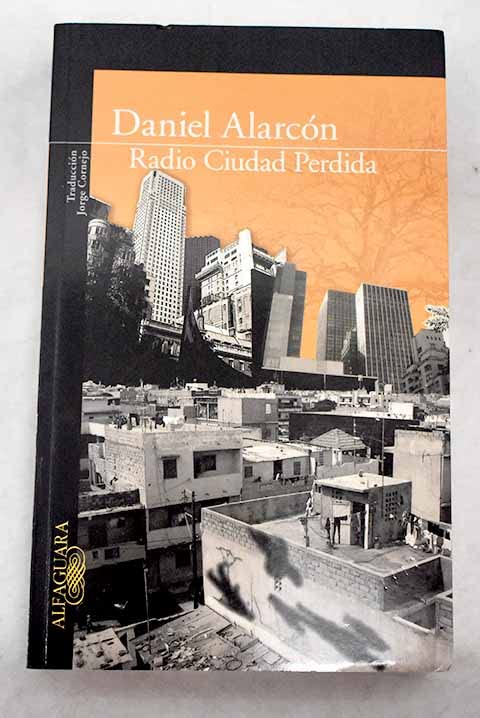 Daniel Alarcón
Radio Ciudad Perdida
Traducción
Jorge Cornejo
ALFAGUARA